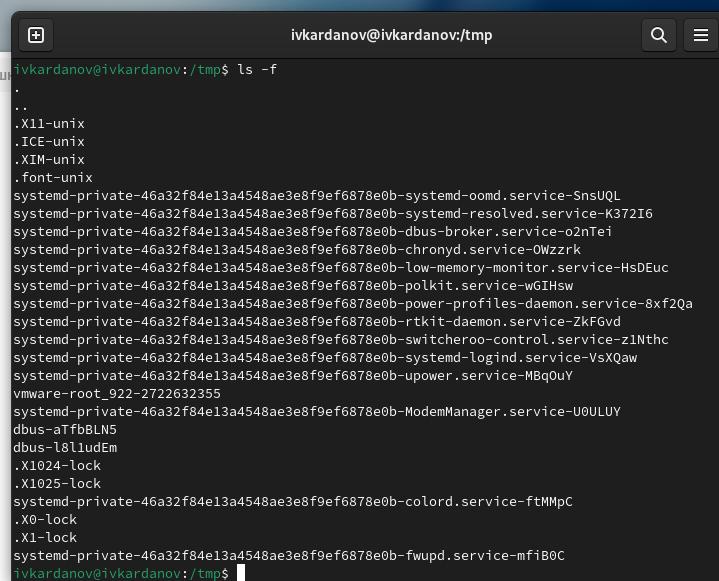 ivkardanov@ivkardanov:/tmp
ivkardanov@ivkardanov:/tmp$ ls -f
.
..
.X11-unix
.ICE-unix
.XIM-unix
.font-unix
systemd-private-46a32f84e13a4548ae3e8f9ef6878e0b-systemd-oomd.service-SnsUQL
systemd-private-46a32f84e13a4548ae3e8f9ef6878e0b-systemd-resolved.service-K372I6
systemd-private-46a32f84e13a4548ae3e8f9ef6878e0b-dbus-broker.service-o2nTei
systemd-private-46a32f84e13a4548ae3e8f9ef6878e0b-chronyd.service-OWzzrk
systemd-private-46a32f84e13a4548ae3e8f9ef6878e0b-low-memory-monitor.service-HsDEuc
systemd-private-46a32f84e13a4548ae3e8f9ef6878e0b-polkit.service-wGIHsw
systemd-private-46a32f84e13a4548ae3e8f9ef6878e0b-power-profiles-daemon.service-8xf2Qa
systemd-private-46a32f84e13a4548ae3e8f9ef6878e0b-rtkit-daemon.service-ZkFGvd
systemd-private-46a32f84e13a4548ae3e8f9ef6878e0b-switcheroo-control.service-z1Nthc
systemd-private-46a32f84e13a4548ae3e8f9ef6878e0b-systemd-logind.service-VsXQaw
systemd-private-46a32f84e13a4548ae3e8f9ef6878e0b-upower.service-MBqOuY
vmware-root_922-2722632355
systemd-private-46a32f84e13a4548ae3e8f9ef6878e0b-ModemManager.service-U0ULUY
dbus-aTfbBLN5
dbus-l8l1udEm
.X1024-lock
.X1025-lock
systemd-private-46a32f84e13a4548ae3e8f9ef6878e0b-colord.service-ftMMpC
.X0-lock
.X1-lock
systemd-private-46a32f84e13a4548ae3e8f9ef6878e0b-fwupd.service-mfiB0C
ivkardanov@ivkardanov:/tmp$